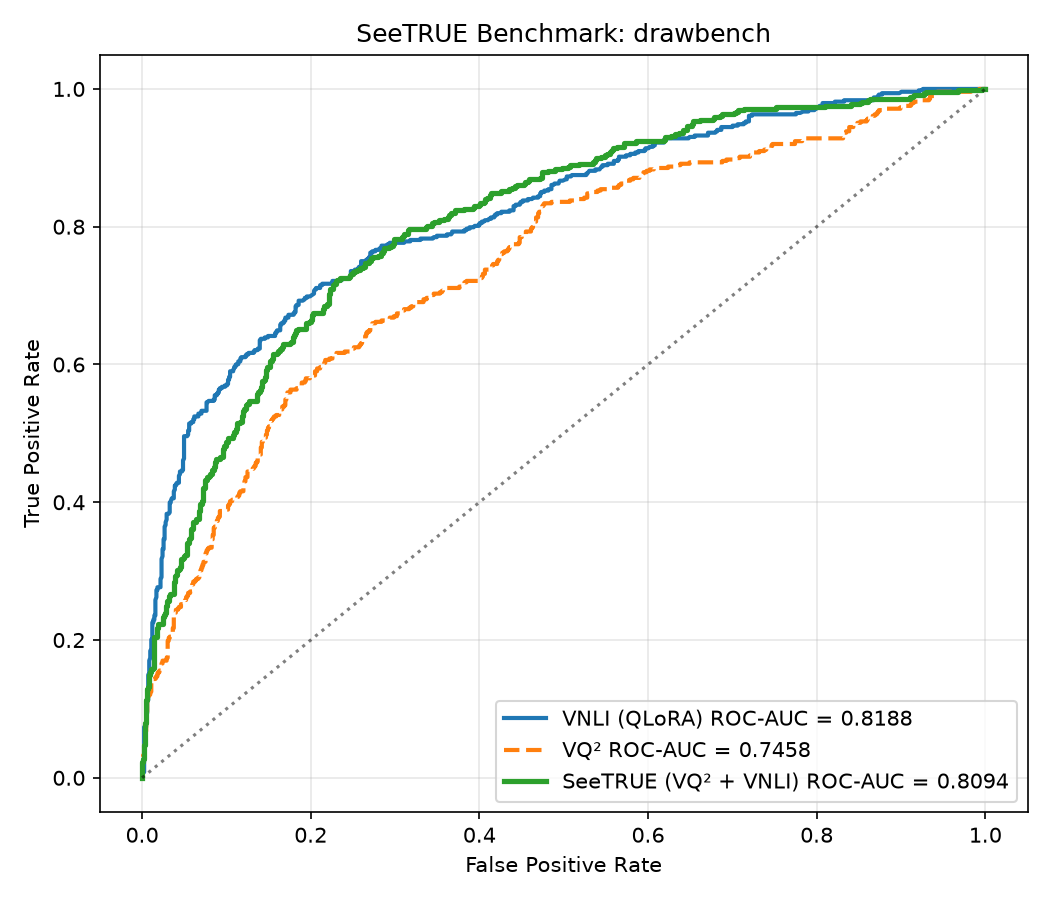 SeeTRUE Benchmark: drawbench
True Positive Rate
1.0
0.8
0.6
0.4
0.2
0.0
VNLI (QLoRA) ROC-AUC = 0.8188
VQ² ROC-AUC = 0.7458
SeeTRUE (VQ² + VNLI) ROC-AUC = 0.8094
0.0 0.2 0.4 0.6 0.8 1.0
False Positive Rate